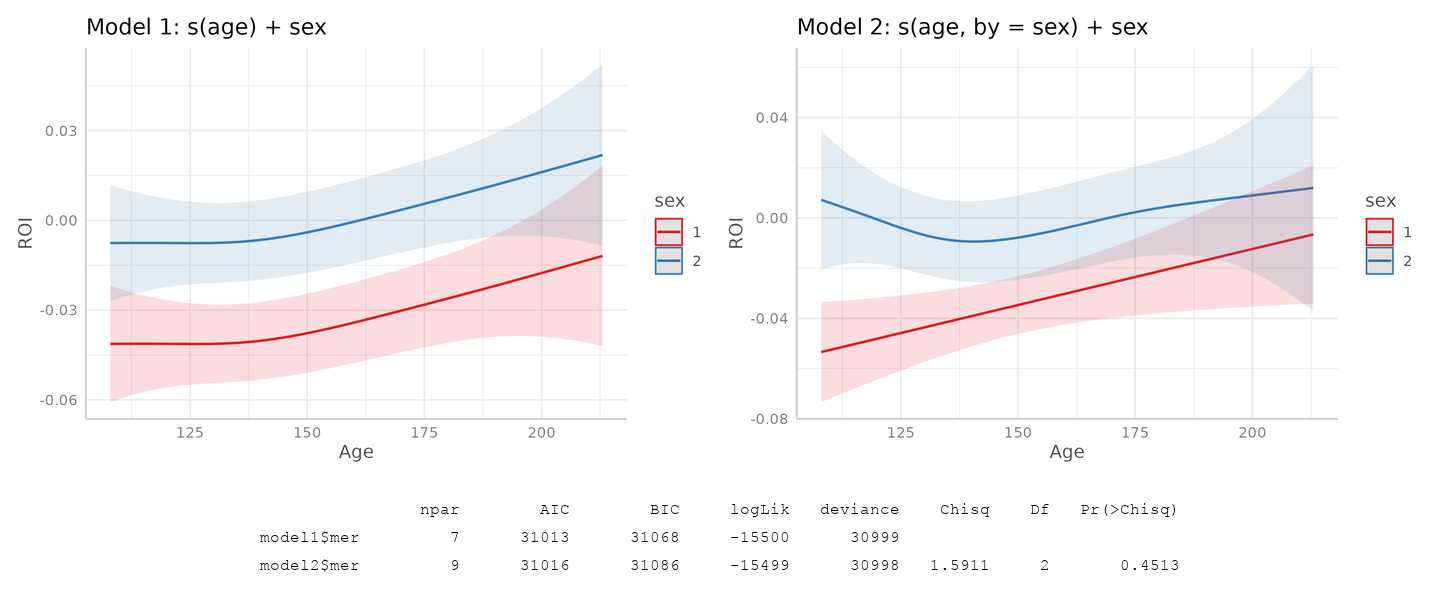 Model 1: s(age) + sex
0.03
0.00
-0.03
-0.06
ROI
125 150 175 200
Age
sex
1
2
Model 2: s(age, by = sex) + sex
0.04
0.00
-0.04
-0.08
ROI
125 150 175 200
Age
sex
1
2
npar AIC BIC logLik deviance Chisq Df Pr(>Chisq)
model1$mer 7 31013 31068 -15500 30999
model2$mer 9 31016 31086 -15499 30998 1.5911 2 0.4513